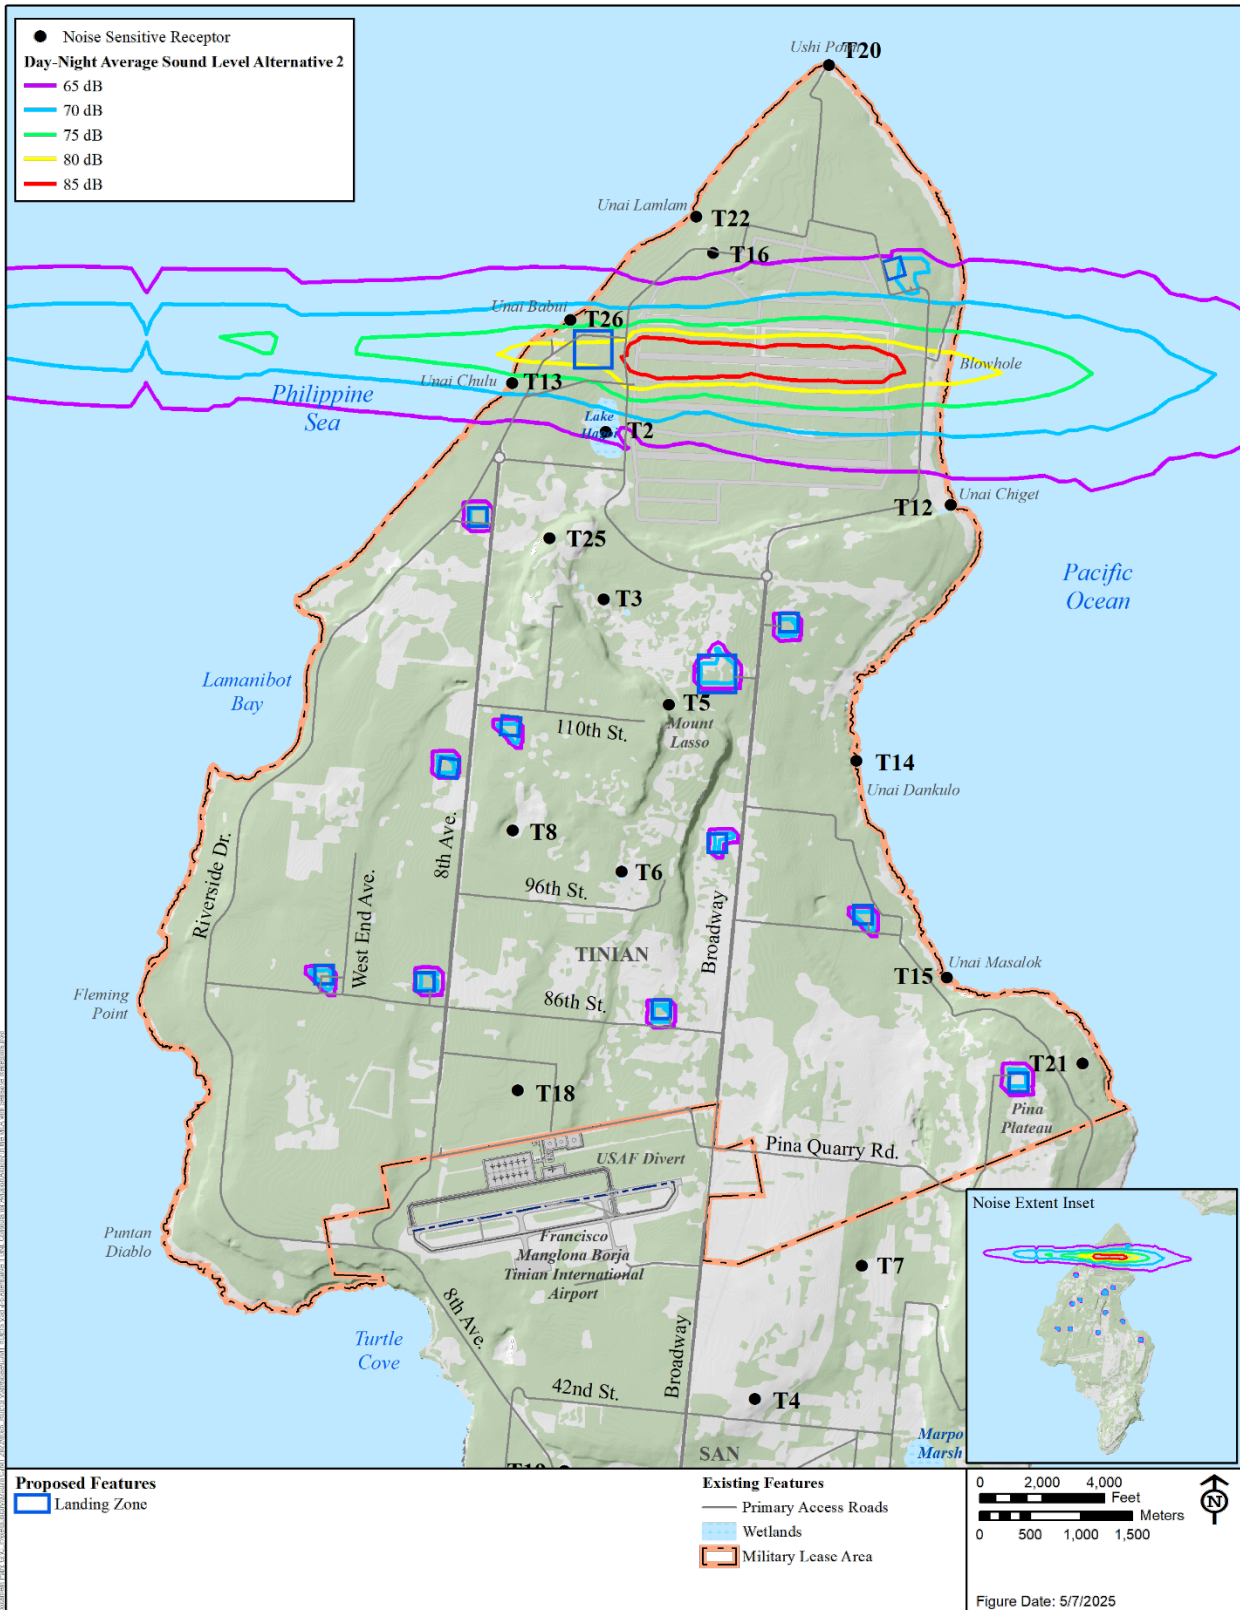 Noise Sensitive Receptor
Day-Night Average Sound Level Alternative 2
65 dB
70 dB
75 dB
80 dB
85 dB
Ushi Point
T20
Unai Lamlam
T22
T16
Unai Babui
T26
Blowhole
Unai Chulu
T13
Philippine
Sea
Lake
Hagoi
T2
Unai Chiget
T12
T25
Pacific
Ocean
T3
Lamanibot
Bay
T5
Mount
Lasso
110th St.
T14
Unai Dankulo
8th Ave.
T8
T6
96th St.
Riverside Dr.
West End Ave.
TINIAN
Broadway
Unai Masalok
T15
Fleming
Point
86th St.
T21
T18
Pina
Plateau
Pina Quarry Rd.
USAF Divert
Noise Extent Inset
Puntan
Diablo
Francisco
Manglona Borja
Tinian International
Airport
T7
8th Ave.
Turtle
Cove
Broadway
42nd St.
T4
Marpo
Marsh
SAN
T19
Proposed Features
Landing Zone
Existing Features
Primary Access Roads
Wetlands
Military Lease Area
0 2,000 4,000
Feet
Meters
0 500 1,000 1,500
N
Figure Date: 5/7/2025